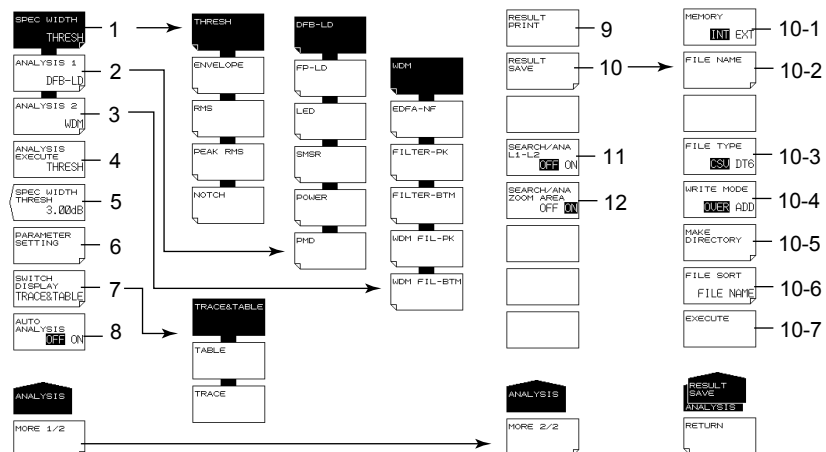 SPEC WIDTH
THRESH
1
ANALYSIS 1
DFB-LD
2
ANALYSIS 2
WDM
3
ANALYSIS
EXECUTE
THRESH
4
SPEC WIDTH
THRESH
3.00dB
5
PARAMETER
SETTING
6
SWITCH
DISPLAY
TRACE&TABLE
7
AUTO
ANALYSIS
OFF ON
8
ANALYSIS
MORE 1/2
THRESH
ENVELOPE
RMS
PEAK RMS
NOTCH
TRACE&TABLE
TABLE
TRACE
DFB-LD
FP-LD
LED
SMSR
POWER
PMD
WDM
EDFA-NF
FILTER-PK
FILTER-BTM
WDM FIL-PK
WDM FIL-BTM
RESULT
PRINT
9
RESULT
SAVE
10
SEARCH/ANA
L1-L2
OFF ON
11
SEARCH/ANA
ZOOM AREA
OFF ON
12
ANALYSIS
MORE 2/2
MEMORY
INT EXT
10-1
FILE NAME
10-2
FILE TYPE
CSV DT6
10-3
WRITE MODE
OVER ADD
10-4
MAKE
DIRECTORY
10-5
FILE SORT
FILE NAME
10-6
EXECUTE
10-7
RESULT
SAVE
ANALYSIS
RETURN